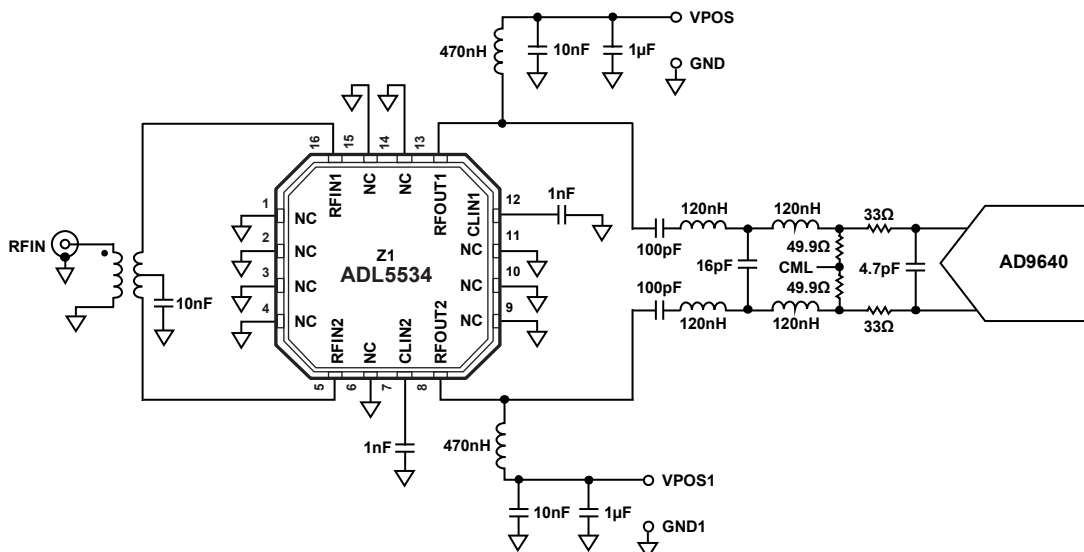 VPOS
470nH
10nF
1µF
GND
16
15
14
13
RFIN1
NC
NC
RFOUT1
1
NC
2
NC
3
NC
4
NC
12
CLIN1
11
NC
10
NC
9
NC
Z1
ADL5534
RFIN
10nF
1nF
RFIN2
NC
CLIN2
RFOUT2
5
6
7
8
1nF
120nH
120nH
33Ω
100pF
49.9Ω
16pF
CML
4.7pF
AD9640
100pF
49.9Ω
120nH
120nH
33Ω
470nH
VPOS1
10nF
1µF
GND1